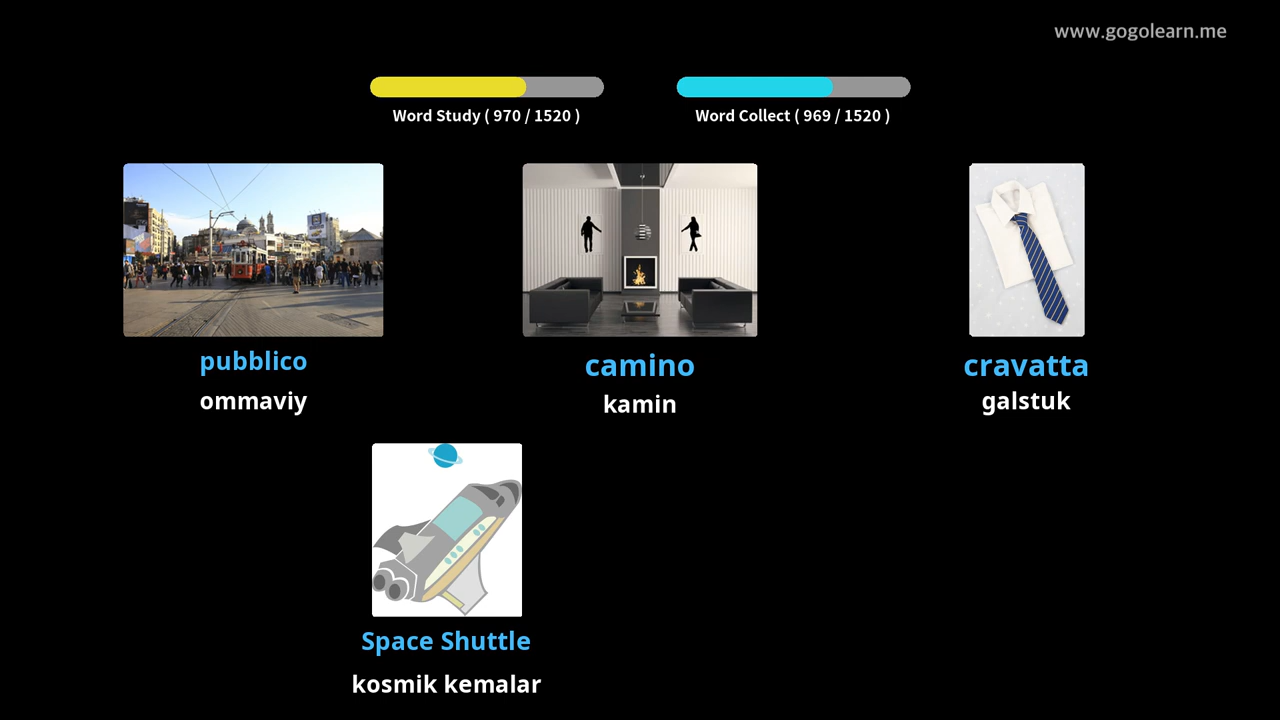 www.gogolearn.me
Word Study ( 970 / 1520 )
Word Collect ( 969 / 1520 )
pubblico
ommaviy
camino
kamin
cravatta
galstuk
Space Shuttle
kosmik kemalar